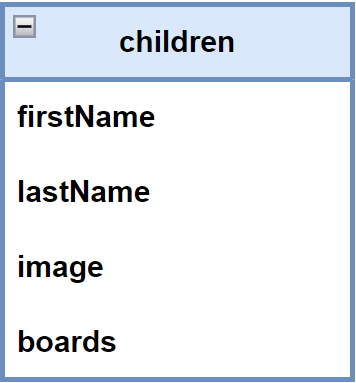 children
firstName
lastName
image
boards